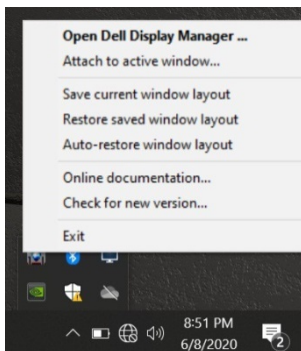 Open Dell Display Manager ...
Attach to active window...
Save current window layout
Restore saved window layout
Auto-restore window layout
Online documentation...
Check for new version...
Exit
8:51 PM
6/8/2020
2